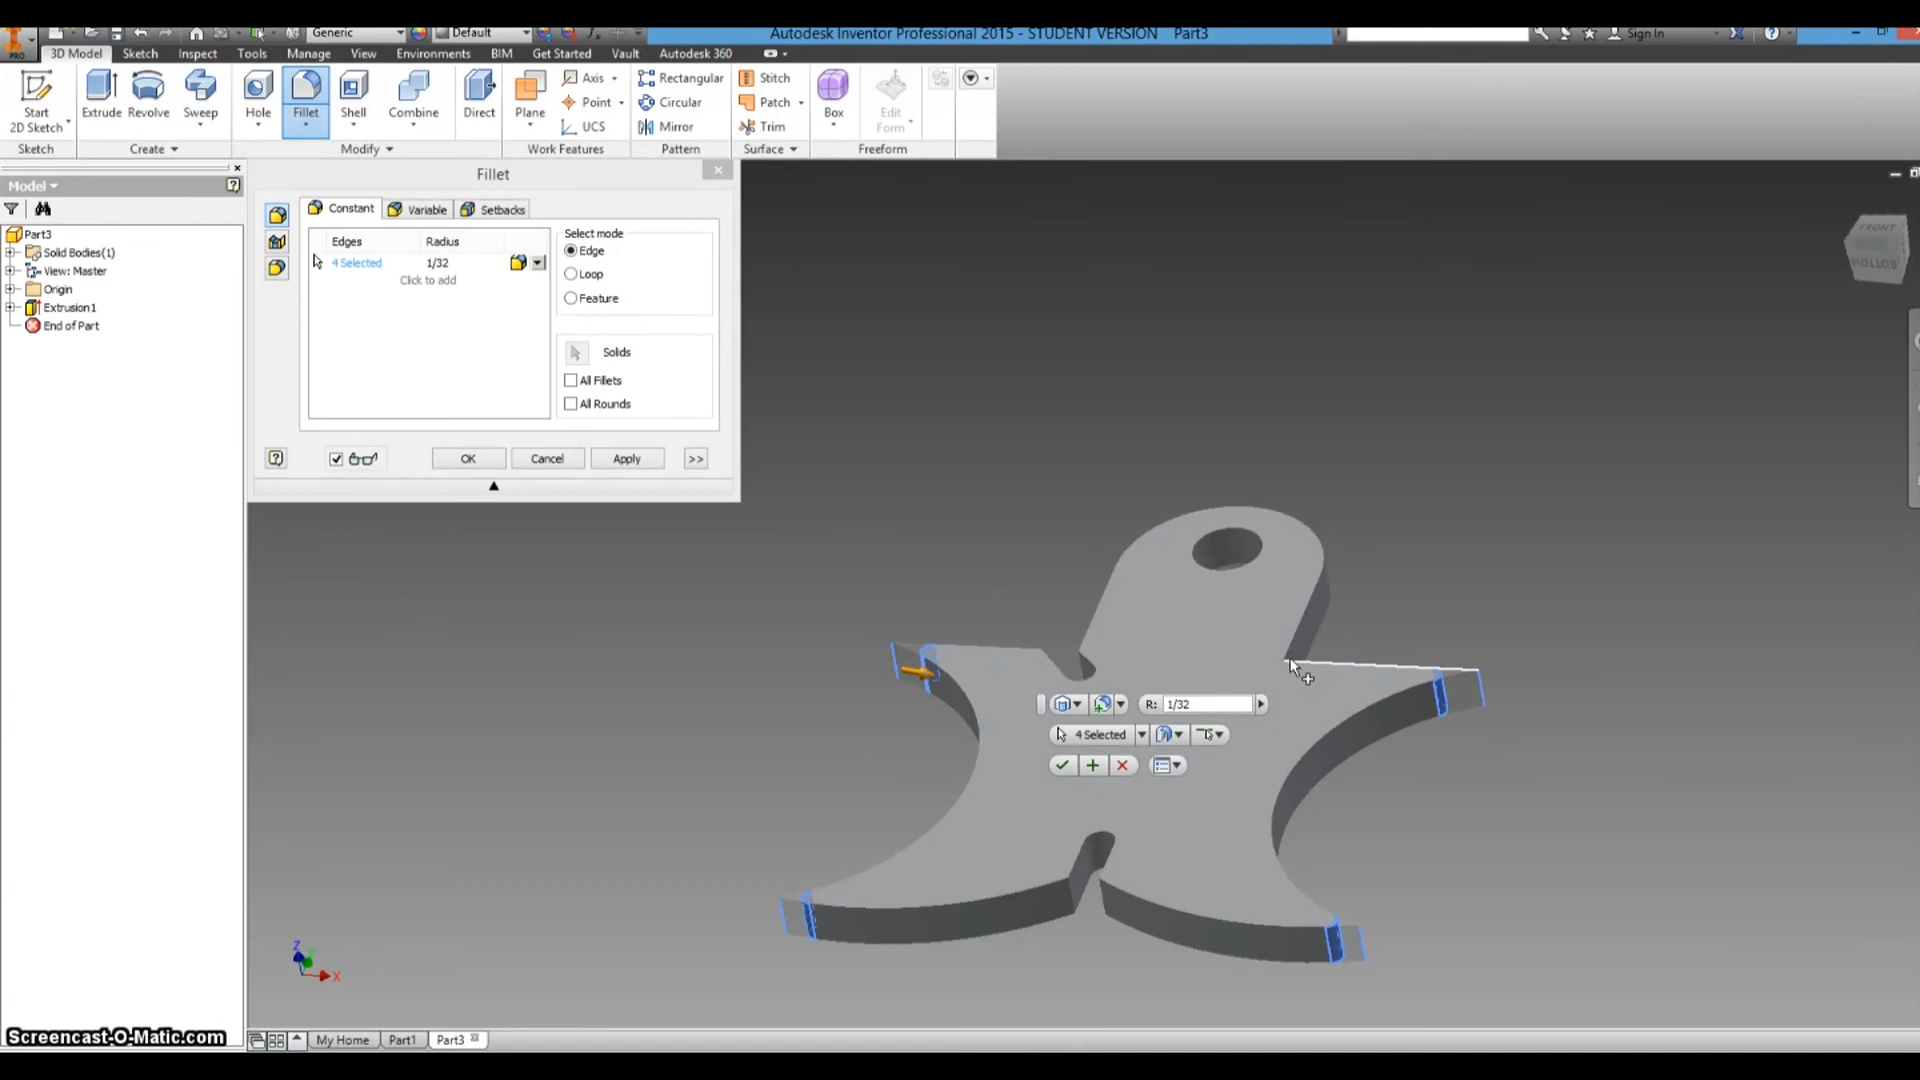 Generic
Default
Autodesk Inventor Professional 2015 - STUDENT VERSION Part3
Sign In
PRO
3D Model
Sketch
Inspect
Tools
Manage
View
Environments
BIM
Get Started
Vault
Autodesk 360
Start
2D Sketch
Extrude
Revolve
Sweep
Hole
Fillet
Shell
Combine
Direct
Plane
Axis
Point
UCS
Rectangular
Circular
Mirror
Stitch
Patch
Trim
Box
Edit
Form
Sketch
Create
Modify
Work Features
Pattern
Surface
Freeform
Model
Part3
Solid Bodies(1)
View: Master
Origin
Extrusion1
End of Part
Fillet
Constant
Variable
Setbacks
Edges Radius
4 Selected 1/32
Click to add
Select mode
Edge
Loop
Feature
Solids
All Fillets
All Rounds
OK
Cancel
Apply
>>
FRONT
BOTTOM
R: 1/32
4 Selected
Z
X
Screencast-O-Matic.com
My Home
Part1
Part3